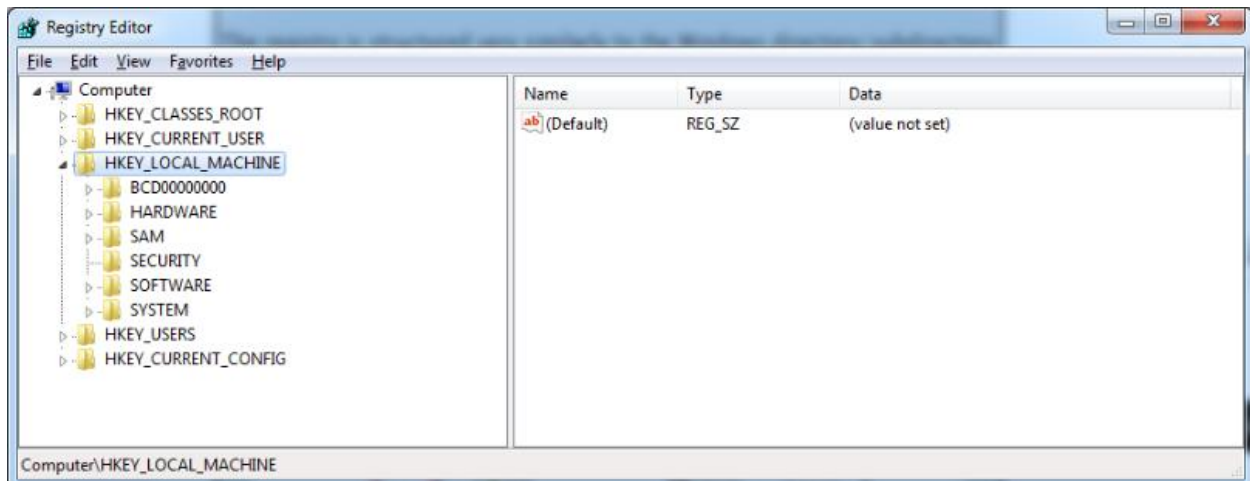 Registry Editor
File Edit View Favorites Help
Computer
HKEY_CLASSES_ROOT
HKEY_CURRENT_USER
HKEY_LOCAL_MACHINE
BCD00000000
HARDWARE
SAM
SECURITY
SOFTWARE
SYSTEM
HKEY_USERS
HKEY_CURRENT_CONFIG
Name Type Data
ab (Default) REG_SZ (value not set)
Computer\HKEY_LOCAL_MACHINE